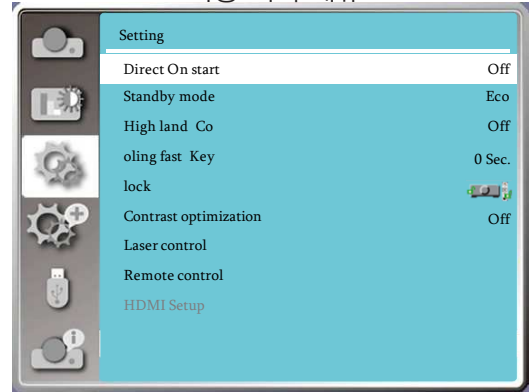 Setting
Direct On start Off
Standby mode Eco
High land Co Off
oling fast Key 0 Sec.
lock
Contrast optimization Off
Laser control
Remote control
HDMI Setup